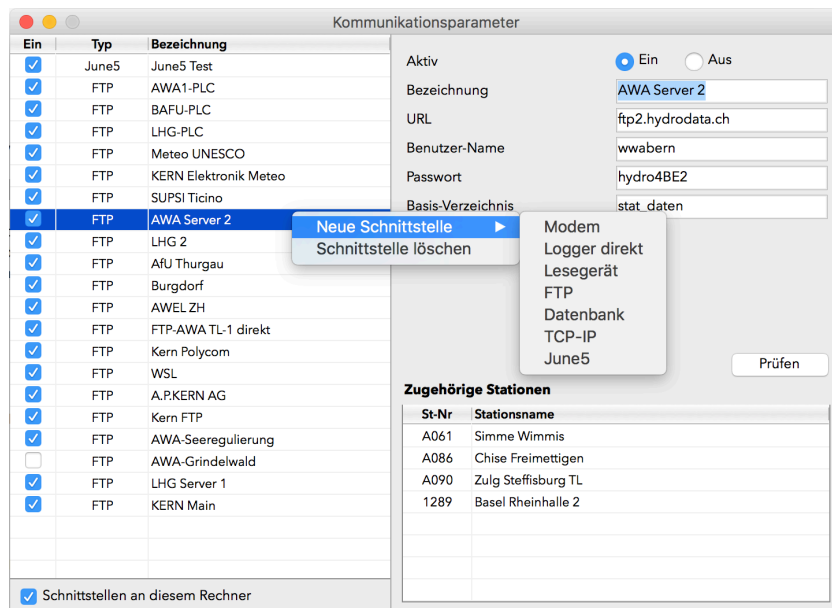 Kommunikationsparameter
Ein Typ Bezeichnung
June5 June5 Test
FTP AWA1-PLC
FTP BAFU-PLC
FTP LHG-PLC
FTP Meteo UNESCO
FTP KERN Elektronik Meteo
FTP SUPSI Ticino
FTP AWA Server 2
FTP LHG 2
FTP AfU Thurgau
FTP Burgdorf
FTP AWEL ZH
FTP FTP-AWA TL-1 direkt
FTP Kern Polycom
FTP WSL
FTP A.P.KERN AG
FTP Kern FTP
FTP AWA-Seeregulierung
FTP AWA-Grindelwald
FTP LHG Server 1
FTP KERN Main
Schnittstellen an diesem Rechner
Aktiv Ein Aus
Bezeichnung AWA Server 2
URL ftp2.hydrodata.ch
Benutzer-Name wwabern
Passwort hydro4BE2
Basis-Verzeichnis stat_daten
Neue Schnittstelle
Schnittstelle löschen
Modem
Logger direkt
Lesegerät
FTP
Datenbank
TCP-IP
June5
Prüfen
Zugehörige Stationen
St-Nr Stationsname
A061 Simme Wimmis
A086 Chise Freimettigen
A090 Zulg Steffisburg TL
1289 Basel Rheinhalle 2